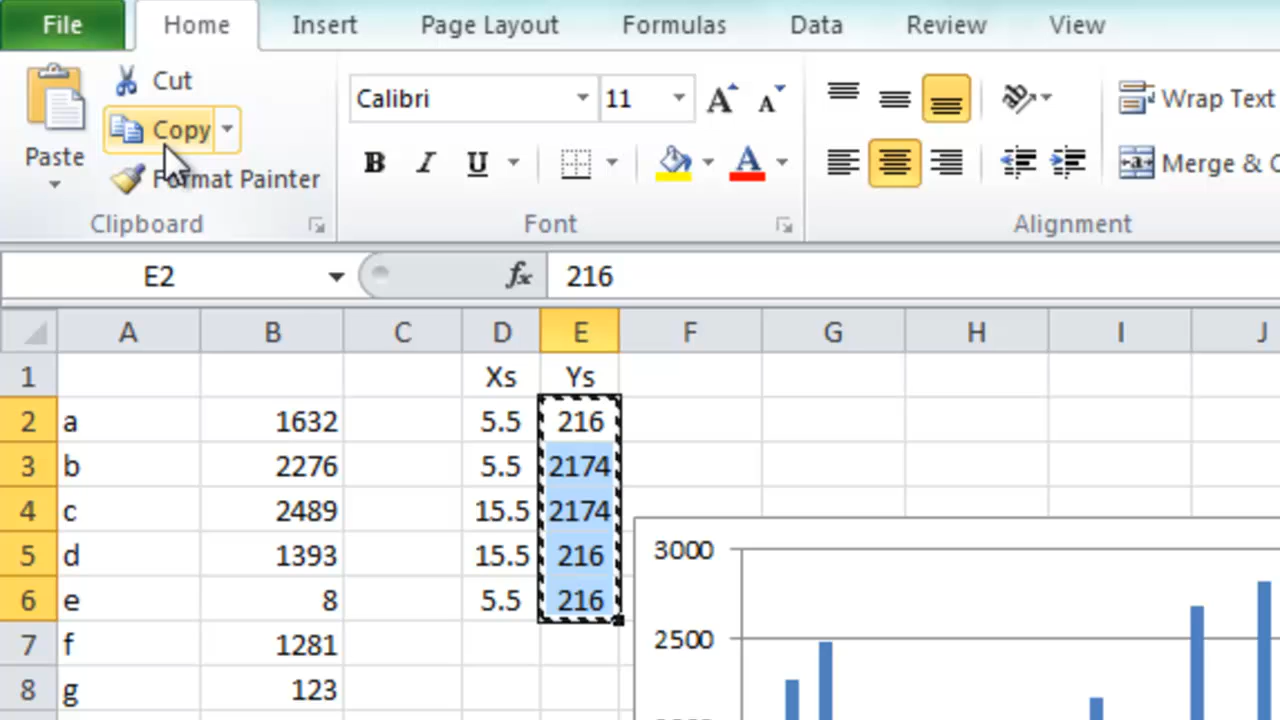 File Home Insert Page Layout Formulas Data Review View
Cut
Copy
Format Painter
Paste
Calibri 11 A A
Wrap Text
B I U A
Merge & C
Clipboard Font Alignment
E2 fx 216
A B C D E F G H I J
1 Xs Ys
2 a 1632 5.5 216
3 b 2276 5.5 2174
4 c 2489 15.5 2174
5 d 1393 15.5 216
6 e 8 5.5 216
7 f 1281
8 g 123
3000
2500